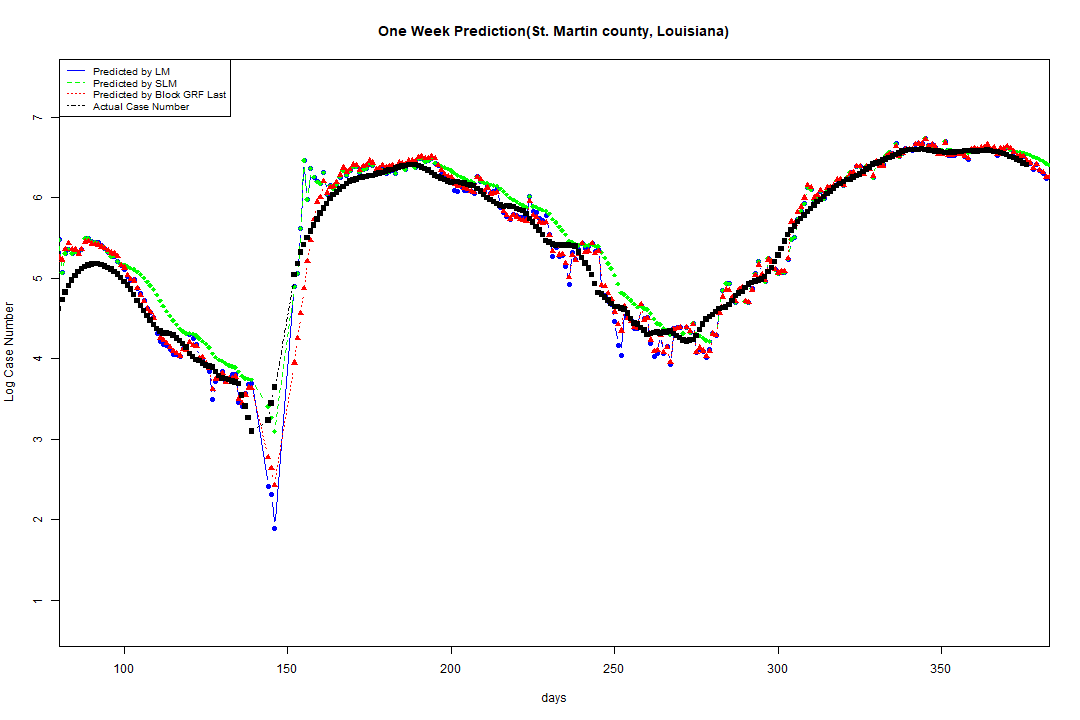 One Week Prediction(St. Martin county, Louisiana)
Predicted by LM
Predicted by SLM
Predicted by Block GRF Last
Actual Case Number
7
6
5
4
3
2
1
Log Case Number
100 150 200 250 300 350
days